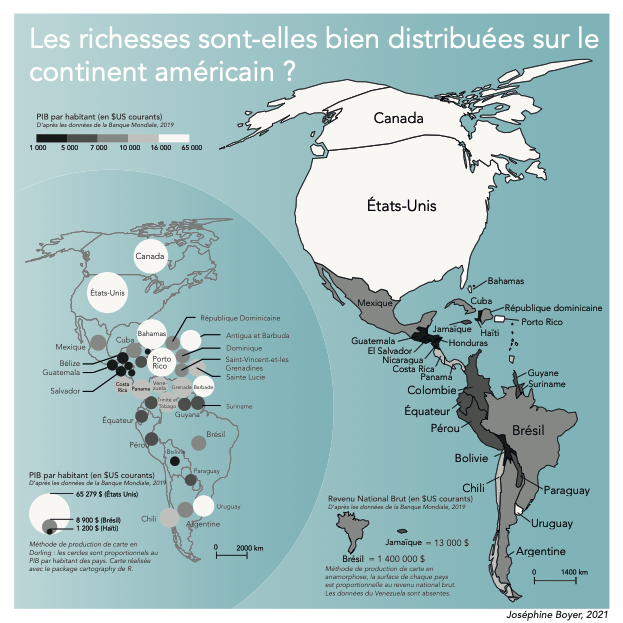 Les richesses sont-elles bien distribuées sur le
continent américain ?
PIB par habitant (en $US courants)
D'après les données de la Banque Mondiale, 2019
1 000 5 000 7 000 10 000 16 000 65 000
Canada
États-Unis
Mexique
Bahamas
Cuba
République dominicaine
Porto Rico
Jamaïque
Haïti
Guatemala
El Salvador
Honduras
Nicaragua
Costa Rica
Panama
Colombie
Guyane
Suriname
Équateur
Pérou
Brésil
Bolivie
Chili
Paraguay
Uruguay
Argentine
0 1400 km
Canada
États-Unis
République Dominicaine
Bahamas
Antigua et Barbuda
Mexique
Cuba
Dominique
Porto
Rico
Saint-Vincent-et-les
Grenadines
Sainte Lucie
Bélize
Guatemala
Salvador
Costa
Rica
Panama
Vene-
zuela
Grenade
Barbade
Trinité et
Tobago
Suriname
Guyana
Équateur
Brésil
Pérou
Bolivie
Paraguay
Uruguay
Chili
Argentine
0 2000 km
PIB par habitant (en $US courants)
D'après les données de la Banque Mondiale, 2019
65 279 $ (États Unis)
8 900 $ (Brésil)
1 200 $ (Haïti)
Méthode de production de carte en
Dorling : les cercles sont proportionnels au
PIB par habitant des pays. Carte réalisée
avec le package cartography de R.
Revenu National Brut (en $US courants)
D'après les données de la Banque Mondiale, 2019
Jamaïque = 13 000 $
Brésil = 1 400 000 $
Méthode de production de carte en
anamorphose, la surface de chaque pays
est proportionnelle au revenu national brut.
Les données du Venezuela sont absentes.
Joséphine Boyer, 2021